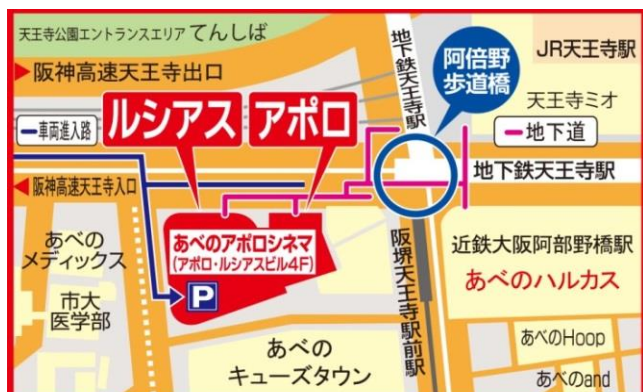 天王寺公園エントランスエリア てんしば
阪神高速天王寺出口
車両進入路
ルシアス
アポロ
地下鉄天王寺駅
阿倍野
歩道橋
JR天王寺駅
天王寺ミオ
地下道
地下鉄天王寺駅
阪神高速天王寺入口
あべの
メディックス
市大
医学部
あべのアポロシネマ
(アポロ・ルシアスビル4F)
P
あべの
キューズタウン
阪堺天王寺駅前駅
近鉄大阪阿部野橋駅
あべのハルカス
あべのHoop
あべのand